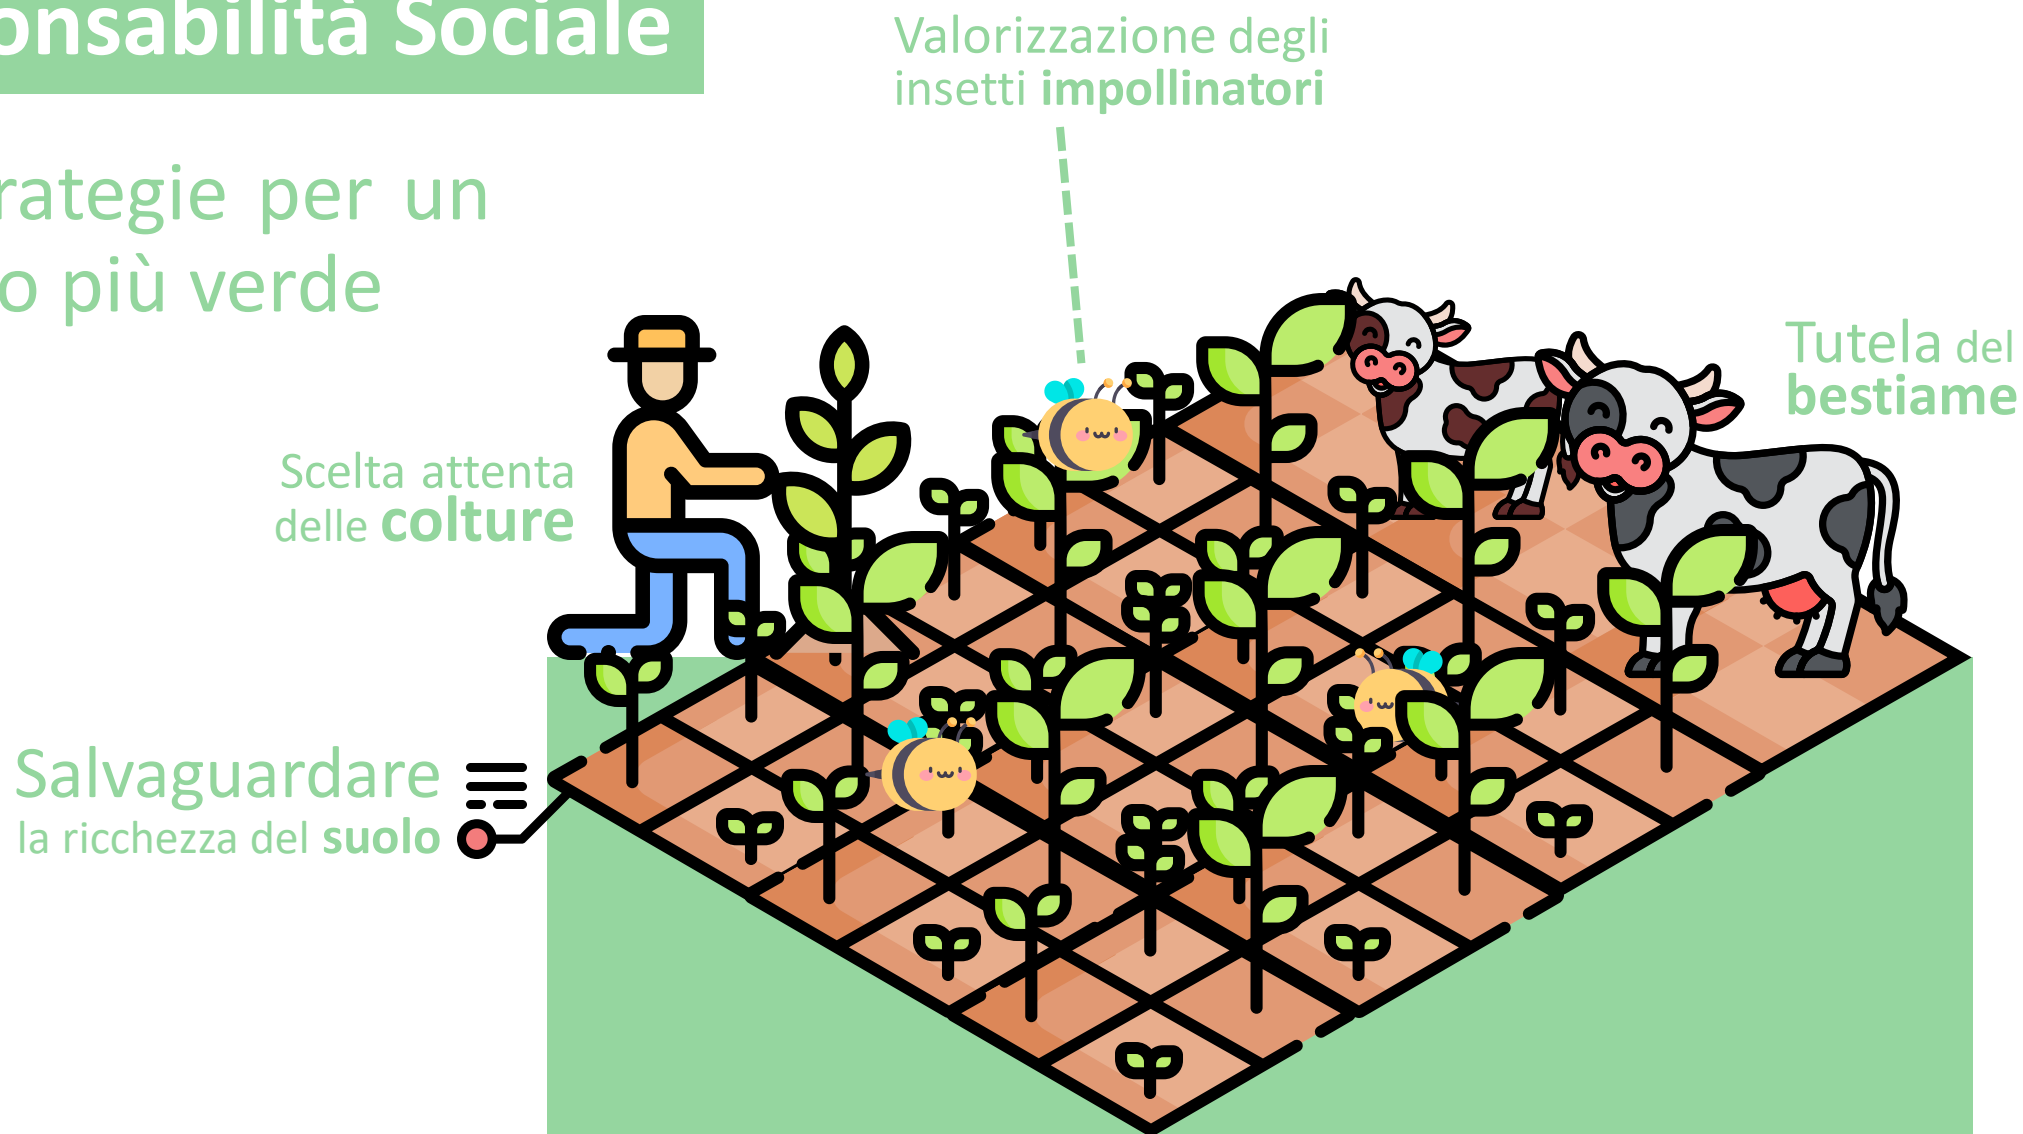 onsabilità Sociale
rategie per un
o più verde
Valorizzazione degli
insetti impollinatori
Tutela del
bestiame
Scelta attenta
delle colture
Salvaguardare
la ricchezza del suolo